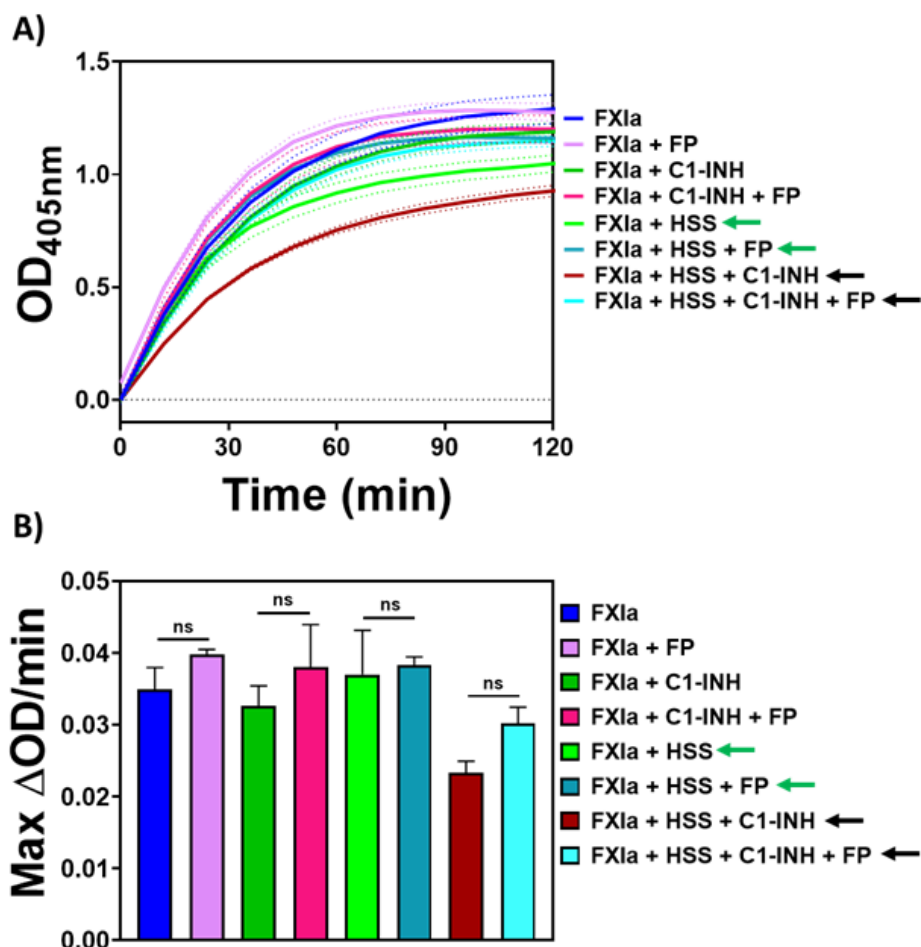 A)
1.5
1.0
0.5
0.0
OD405nm
0 30 60 90 120
Time (min)
FXIa
FXIa + FP
FXIa + C1-INH
FXIa + C1-INH + FP
FXIa + HSS
FXIa + HSS + FP
FXIa + HSS + C1-INH
FXIa + HSS + C1-INH + FP
B)
0.05
0.04
0.03
0.02
0.01
0.00
Max ΔOD/min
ns
ns
ns
ns
FXIa
FXIa + FP
FXIa + C1-INH
FXIa + C1-INH + FP
FXIa + HSS
FXIa + HSS + FP
FXIa + HSS + C1-INH
FXIa + HSS + C1-INH + FP